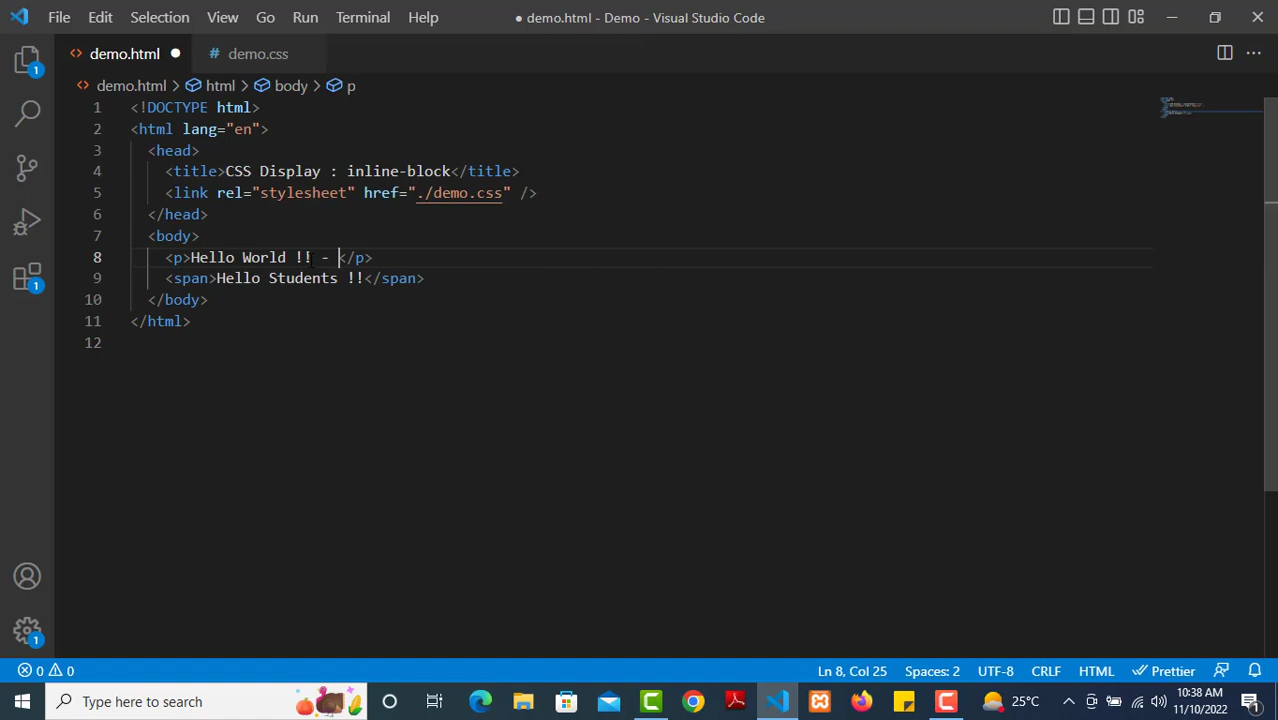 File Edit Selection View Go Run Terminal Help
● demo.html - Demo - Visual Studio Code
demo.html ●
# demo.css
demo.html > html > body > p
1 <!DOCTYPE html>
2 <html lang="en">
3 <head>
4 <title>CSS Display : inline-block</title>
5 <link rel="stylesheet" href="./demo.css" />
6 </head>
7 <body>
8 <p>Hello World !! - </p>
9 <span>Hello Students !!</span>
10 </body>
11 </html>
12
1
1
1
0 0
Ln 8, Col 25 Spaces: 2 UTF-8 CRLF HTML Prettier
Type here to search
25°C
10:38 AM
11/10/2022
1